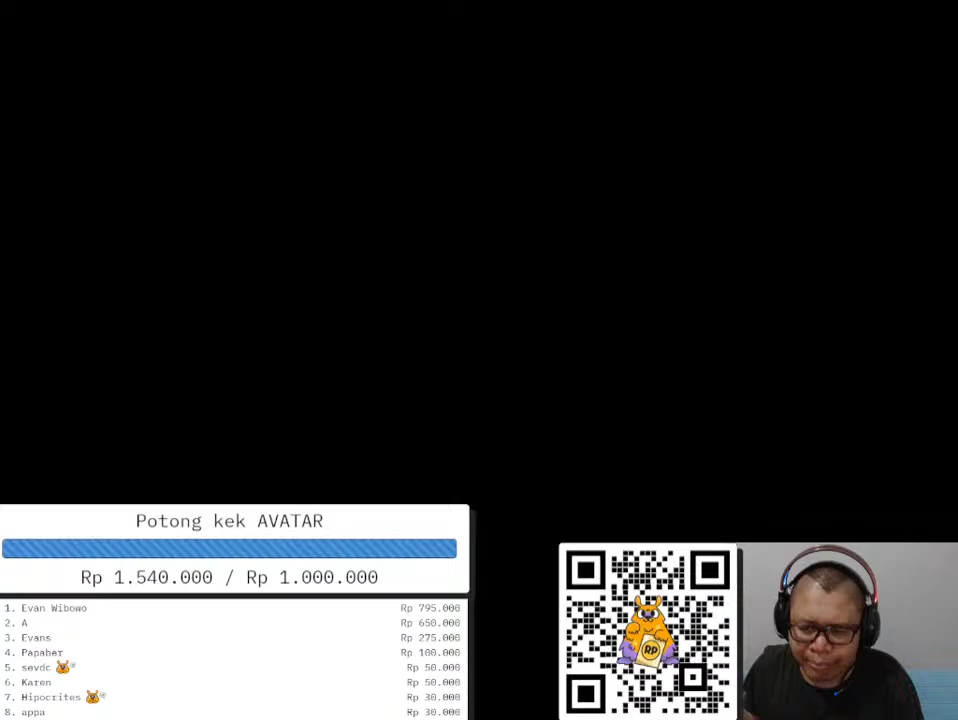 Potong kek AVATAR
Rp 1.540.000 / Rp 1.000.000
1. Evan Wibowo Rp 795.000
2. A Rp 650.000
3. Evans Rp 275.000
4. Papaber Rp 100.000
5. sevdc Rp 50.000
6. Karen Rp 50.000
7. Hipocrites Rp 30.000
8. appa Rp 30.000
RP